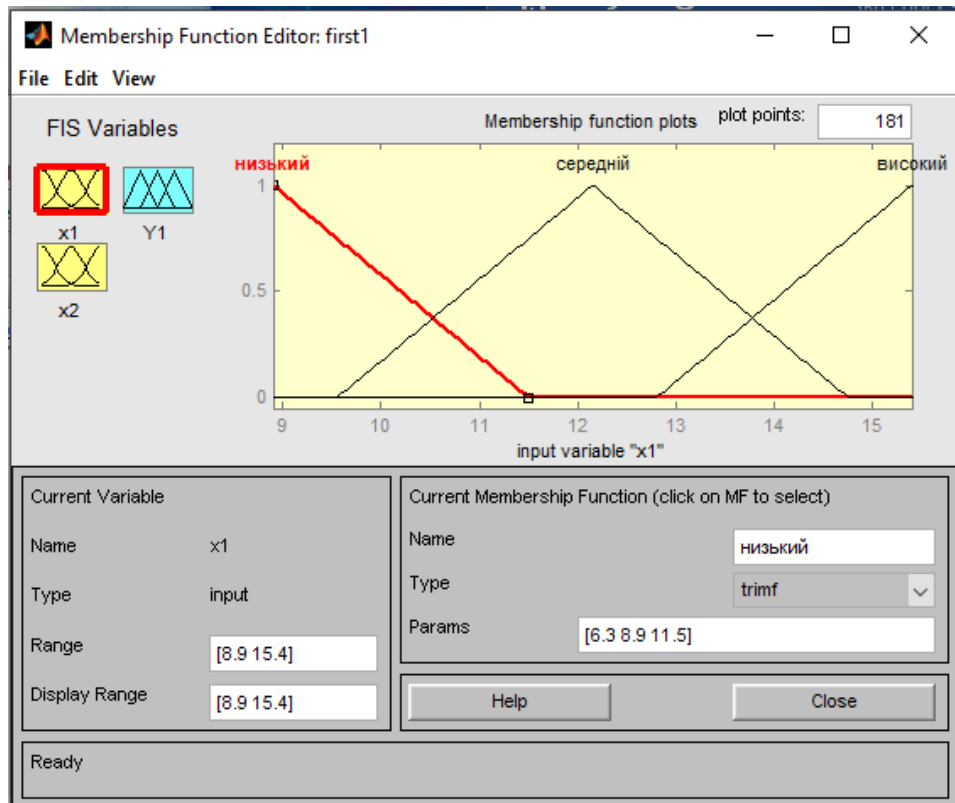 Membership Function Editor: first1
File Edit View
FIS Variables
Membership function plots
plot points:
181
x1
Y1
x2
низький
середній
високий
1
0.5
0
9 10 11 12 13 14 15
input variable "x1"
Current Variable
Name x1
Type input
Range [8.9 15.4]
Display Range [8.9 15.4]
Current Membership Function (click on MF to select)
Name низький
Type trimf
Params [6.3 8.9 11.5]
Help
Close
Ready